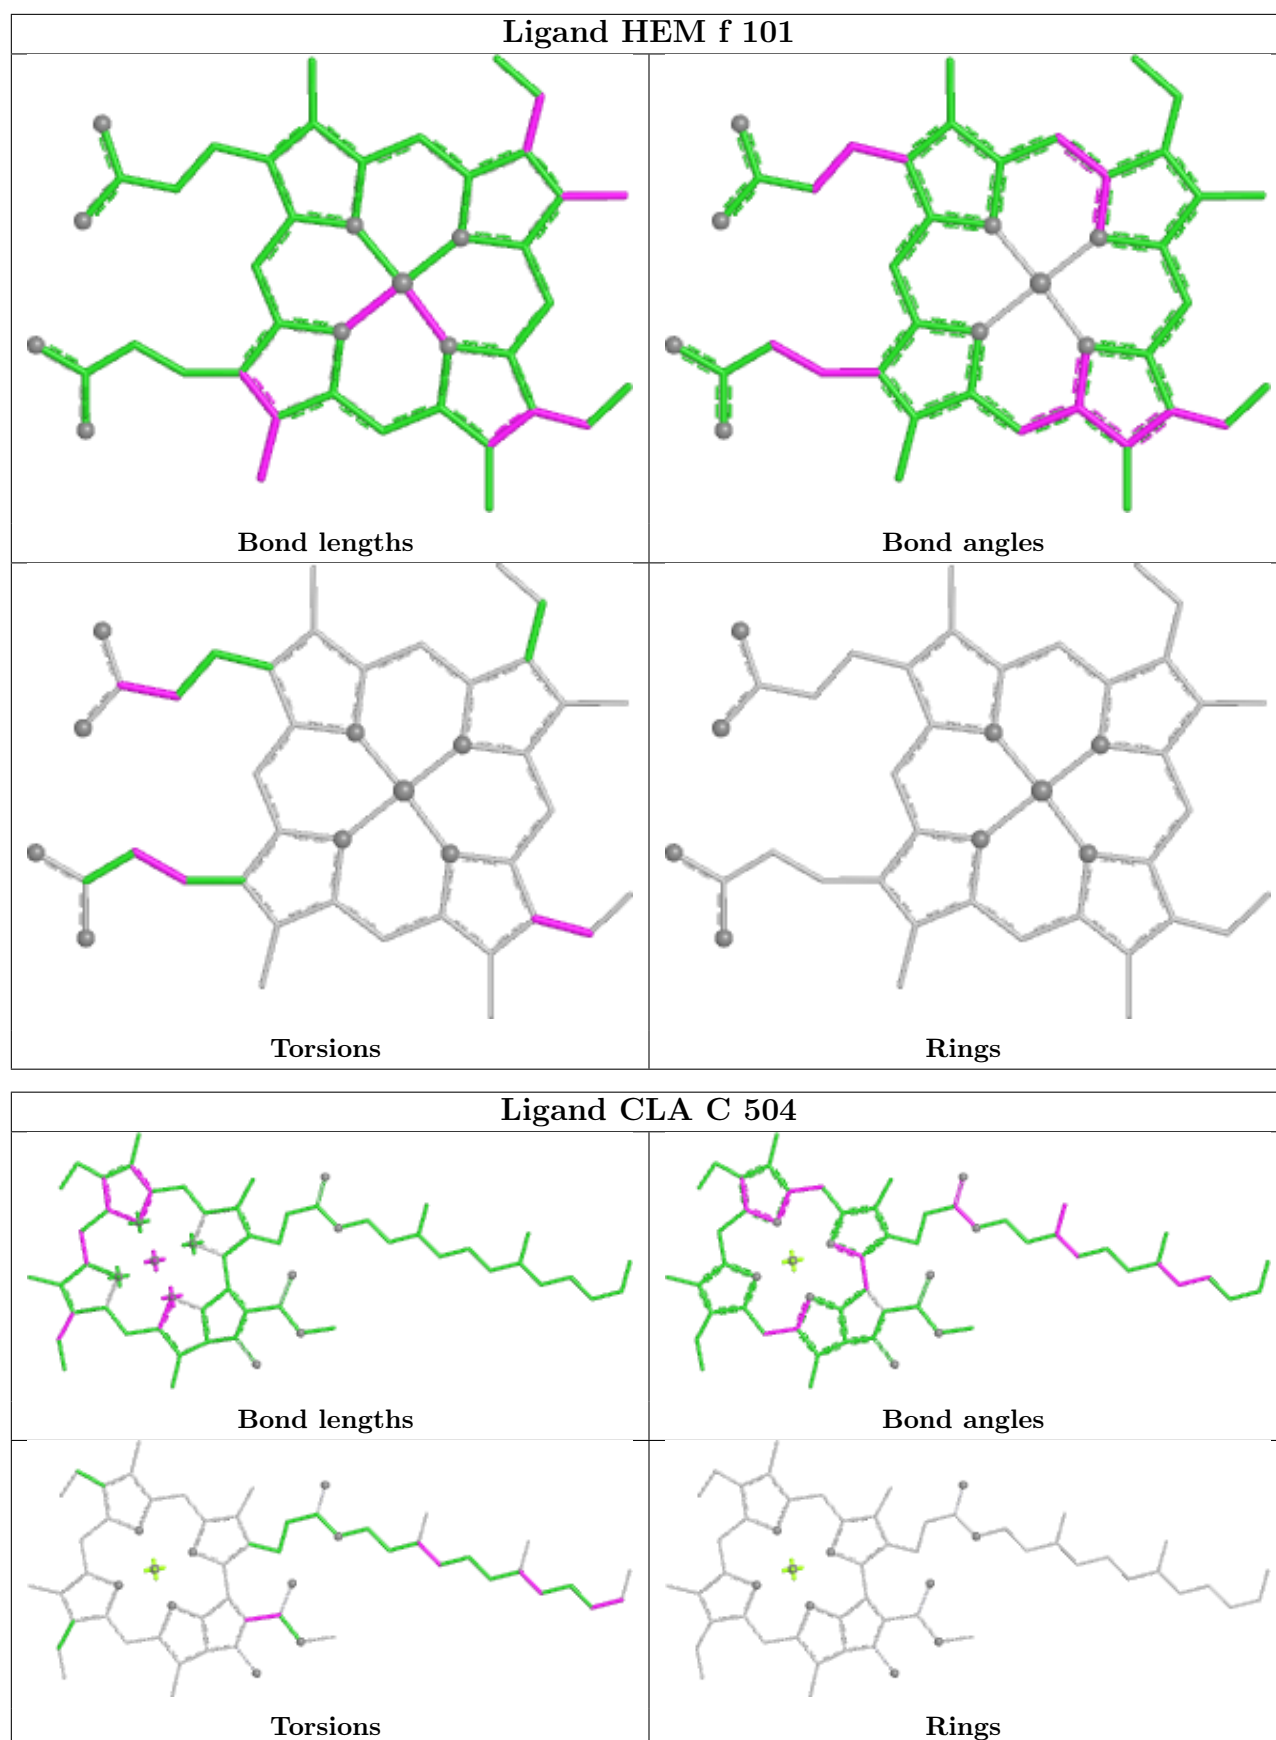 Ligand HEM f 101
Bond lengths
Bond angles
Torsions
Rings
Ligand CLA C 504
Bond lengths
Bond angles
Torsions
Rings